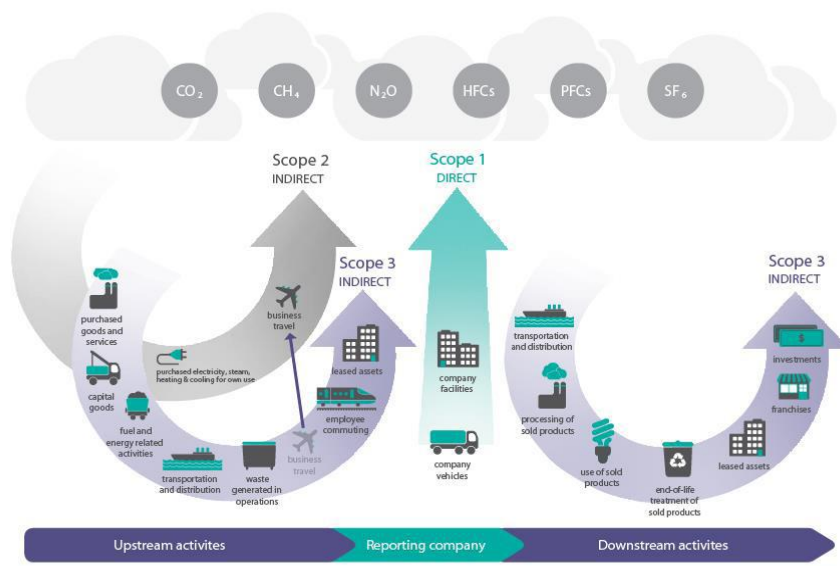 CO₂
CH₄
N₂O
HFCs
PFCs
SF₆
Scope 2
INDIRECT
Scope 1
DIRECT
Scope 3
INDIRECT
Scope 3
INDIRECT
purchased
goods and
services
capital
goods
fuel and
energy related
activities
purchased electricity, steam,
heating & cooling for own use
business
travel
transportation
and distribution
waste
generated in
operations
business
travel
employee
commuting
leased assets
company
facilities
company
vehicles
transportation
and distribution
processing of
sold products
use of sold
products
end-of-life
treatment of
sold products
leased assets
franchises
investments
$
Upstream activites
Reporting company
Downstream activites